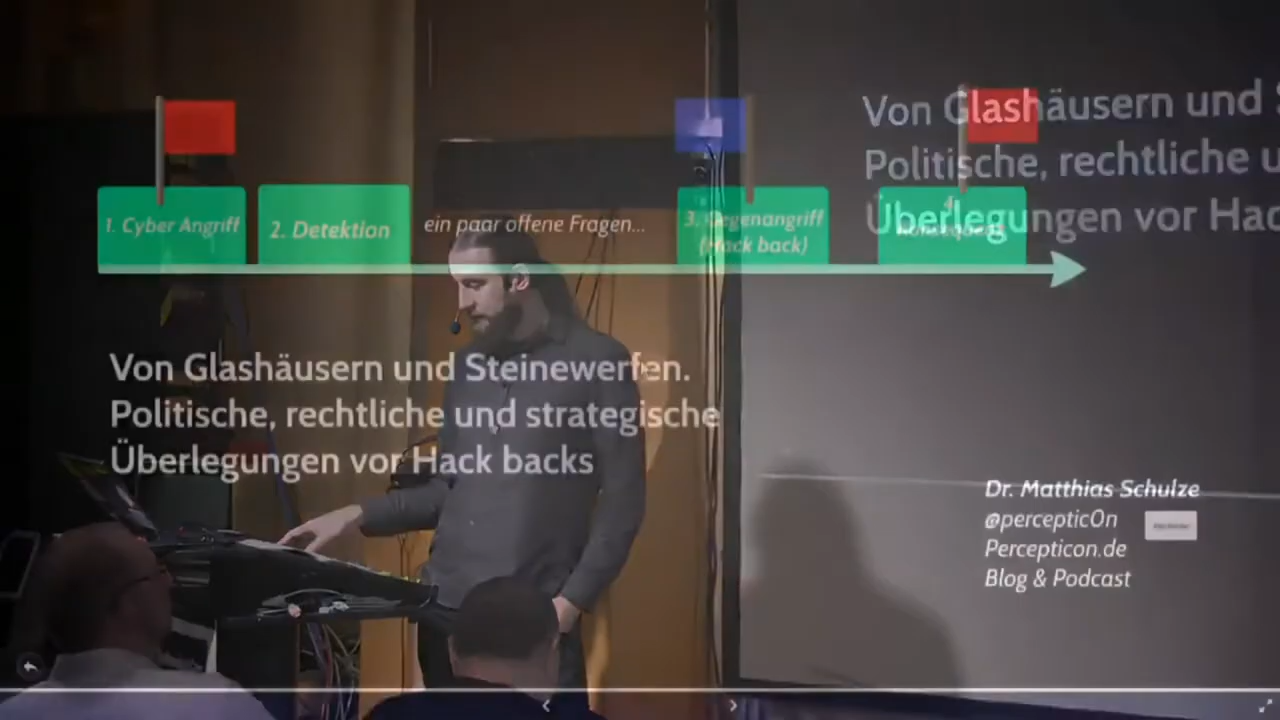 1. Cyber Angriff
2. Detektion
ein paar offene Fragen...
3. Gegenangriff
(Hack back)
4.
Von Glashäusern und
Politische, rechtliche
Überlegungen vor
Von Glashäusern und Steinewerfen.
Politische, rechtliche und strategische
Überlegungen vor Hack backs
Dr. Matthias Schulze
@percepticOn
Percepticon.de
Blog & Podcast